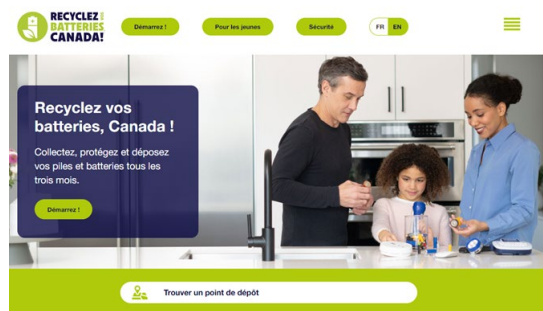 RECYCLEZ VOS
BATTERIES
CANADA!
Démarrez !
Pour les jeunes
Sécurité
FR EN
Recyclez vos
batteries, Canada !
Collectez, protégez et déposez
vos piles et batteries tous les
trois mois.
Démarrez !
Trouver un point de dépôt